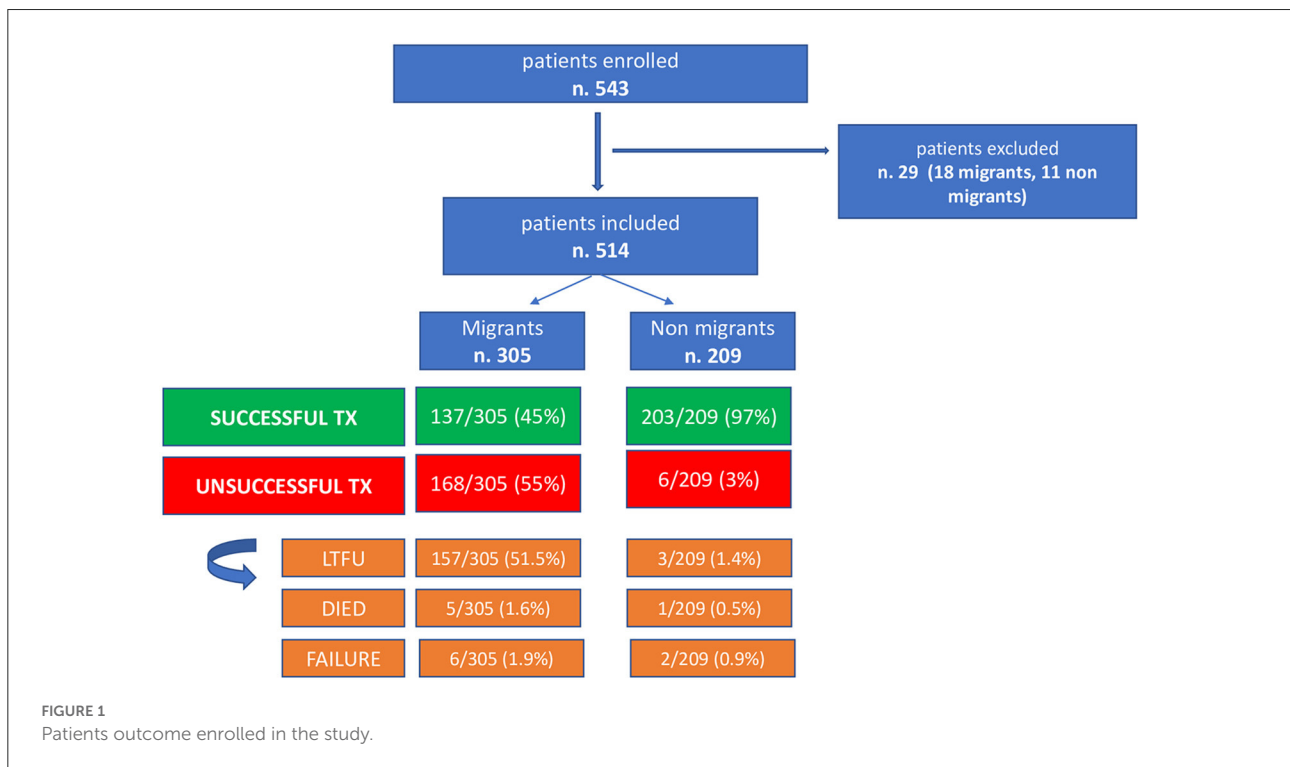 patients enrolled
n. 543
patients excluded
n. 29 (18 migrants, 11 non
migrants)
patients included
n. 514
Migrants
n. 305
Non migrants
n. 209
SUCCESSFUL TX
137/305 (45%)
203/209 (97%)
UNSUCCESSFUL TX
168/305 (55%)
6/209 (3%)
LTFU
157/305 (51.5%)
3/209 (1.4%)
DIED
5/305 (1.6%)
1/209 (0.5%)
FAILURE
6/305 (1.9%)
2/209 (0.9%)
FIGURE 1
Patients outcome enrolled in the study.